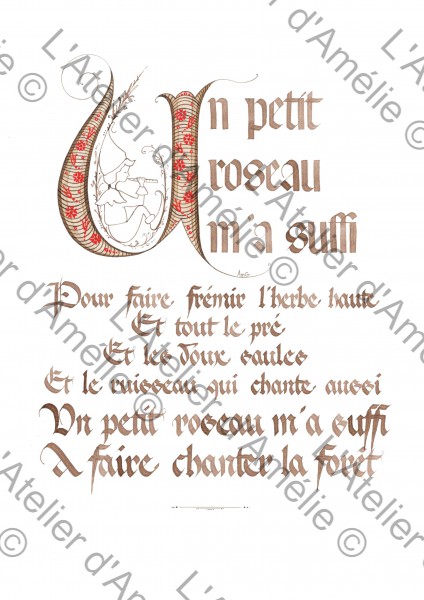 Un petit
roseau
m'a suffi
Pour faire frémir l'herbe haute
Et tout le pré
Et les doux saules
Et le ruisseau qui chante aussi
Un petit roseau m'a suffi
A faire chanter la forêt
L'Atelier d'Amélie ©
L'Atelier d'Amélie ©
L'Atelier d'Amélie ©
L'Atelier d'Amélie ©
L'Atelier d'Amélie ©
L'Atelier d'Amélie ©